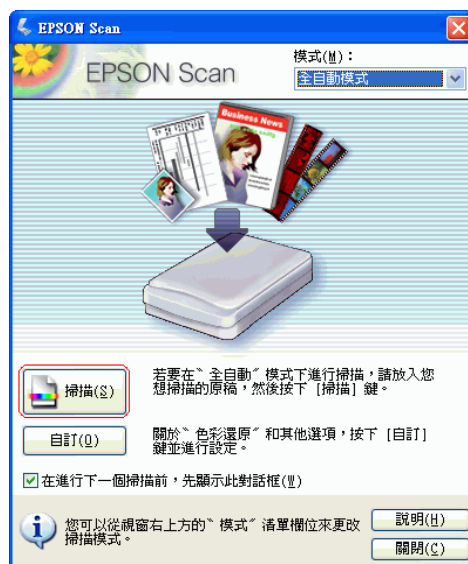 EPSON Scan
EPSON Scan
模式(M)：
全自動模式
Business News
掃描(S)
若要在〝全自動〞模式下進行掃描，請放入您
想掃描的原稿，然後按下 [掃描] 鍵。
自訂(O)
關於〝色彩還原〞和其他選項，按下 [自訂]
鍵並進行設定。
在進行下一個掃描前，先顯示此對話框(W)
您可以從視窗右上方的〝模式〞清單欄位來更改
掃描模式。
說明(H)
關閉(C)